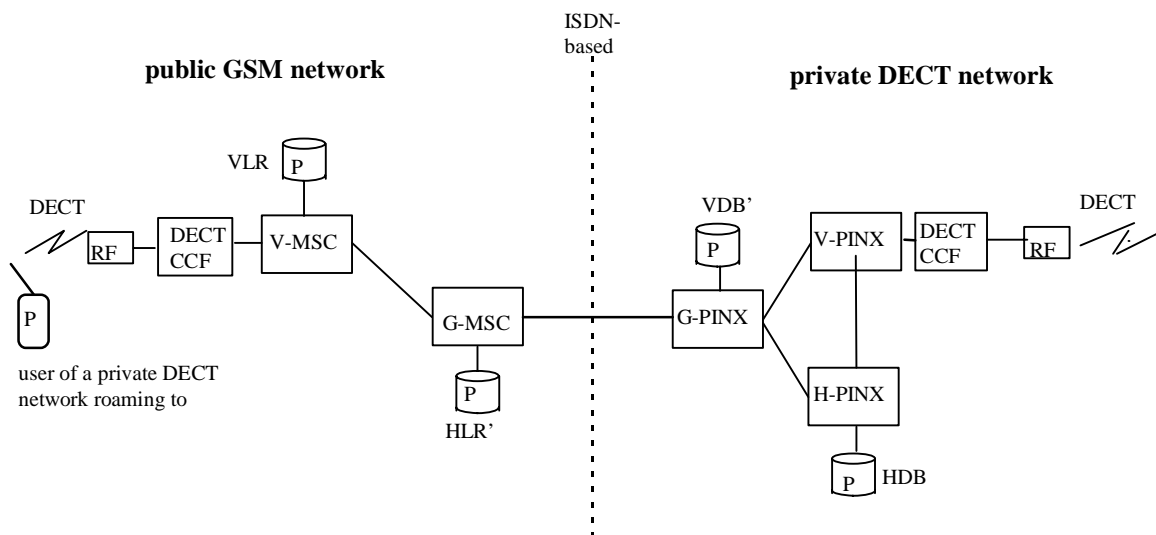 ISDN-
based
public GSM network
private DECT network
VLR
P
DECT
RF
DECT
CCF
V-MSC
P
user of a private DECT
network roaming to
G-MSC
P
HLR’
VDB’
P
G-PINX
V-PINX
DECT
CCF
RF
DECT
H-PINX
P
HDB